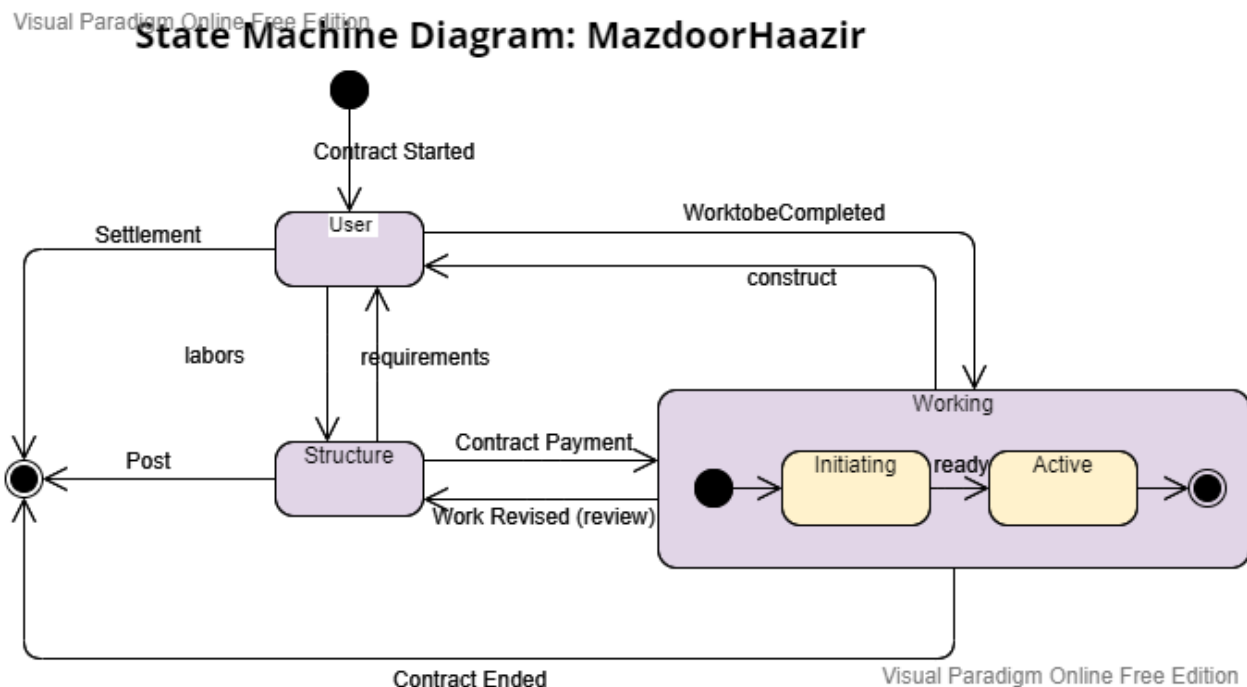 Visual Paradigm Online Free Edition
State Machine Diagram: MazdoorHaazir
Contract Started
User
WorktobeCompleted
Settlement
construct
labors
requirements
Working
Structure
Contract Payment
Post
Initiating
ready
Active
Work Revised (review)
Contract Ended
Visual Paradigm Online Free Edition